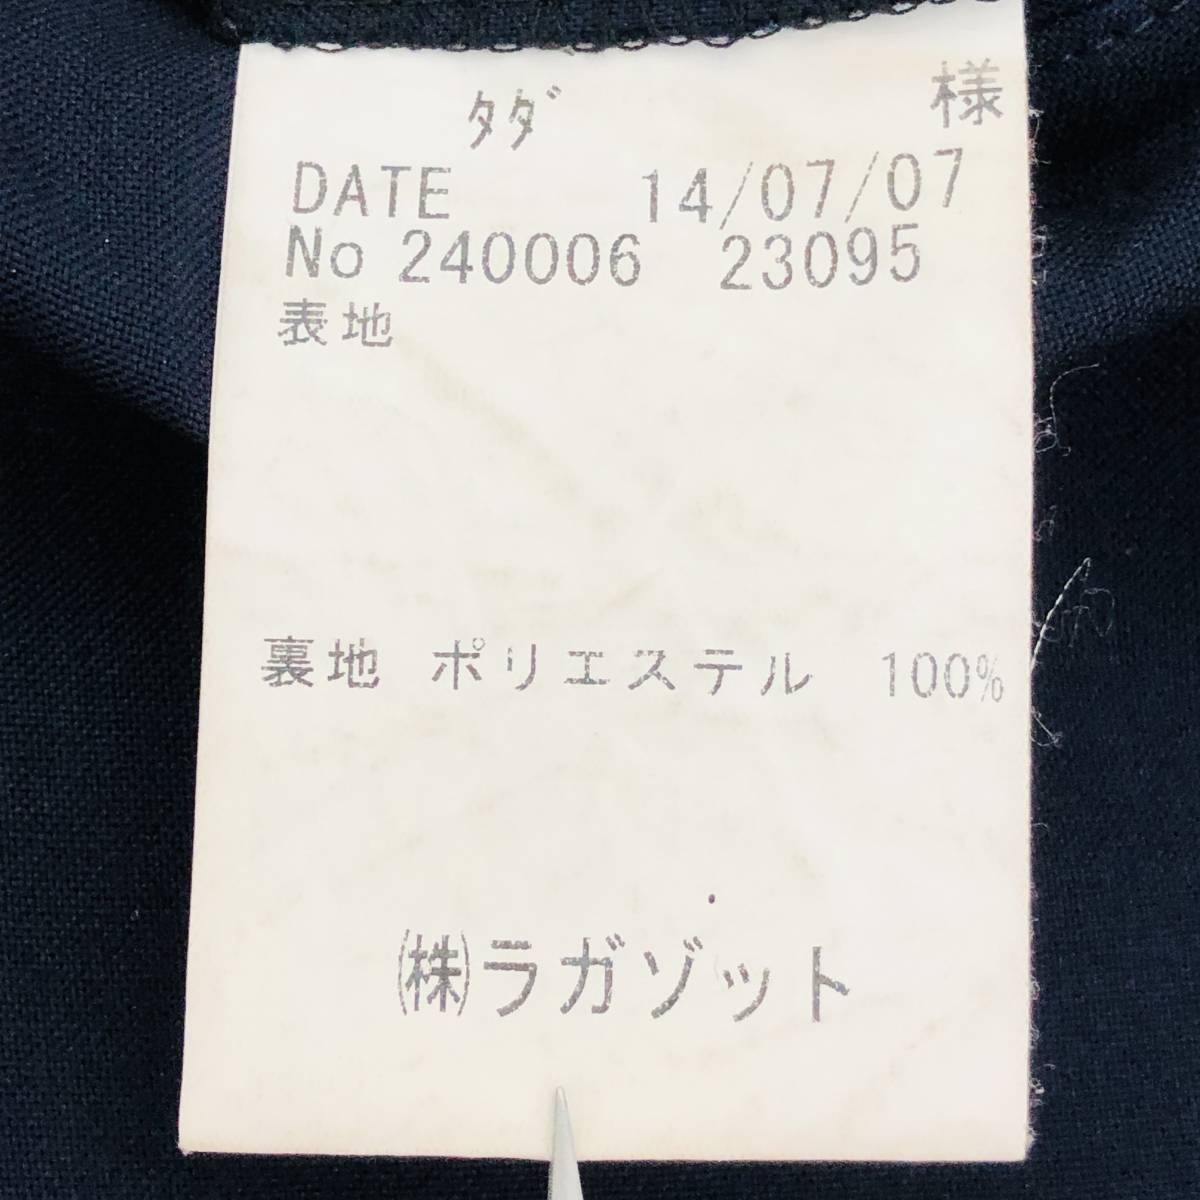 ﾀﾀﾞ 様
DATE 14/07/07
No 240006 23095
表地
裏地 ポリエステル 100%
㈱ラガゾット